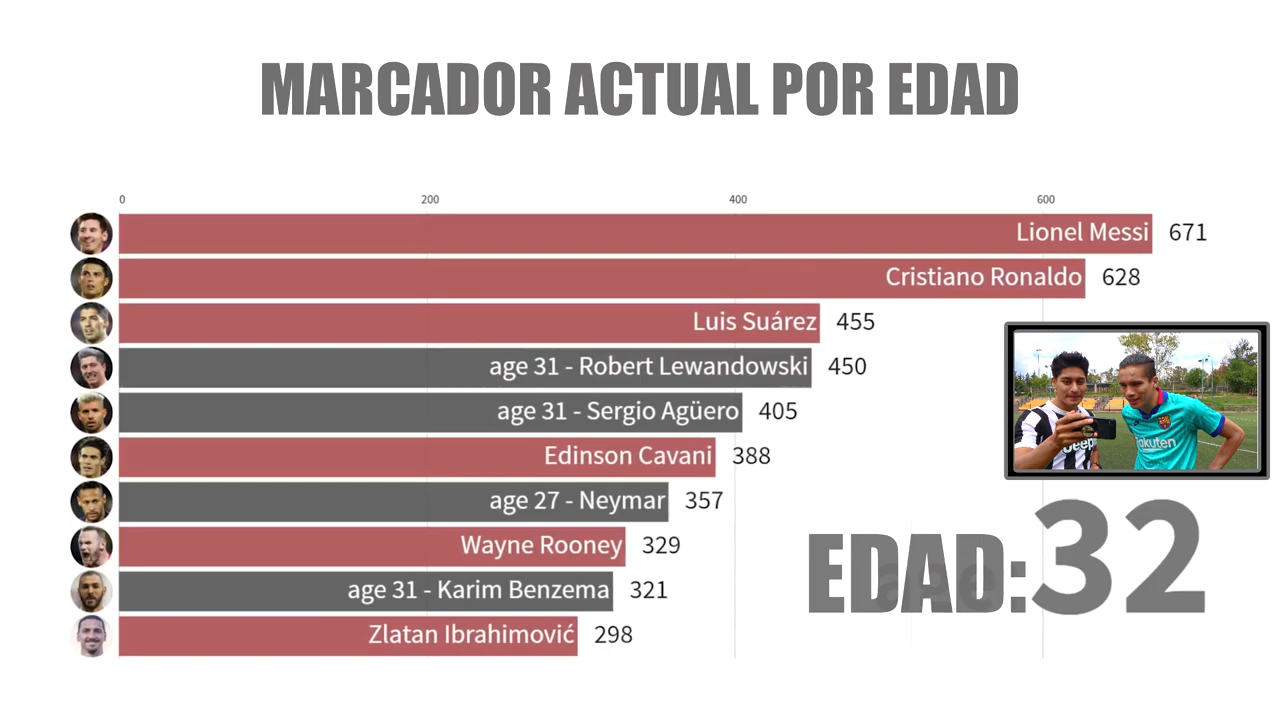 MARCADOR ACTUAL POR EDAD
0 200 400 600
Lionel Messi 671
Cristiano Ronaldo 628
Luis Suárez 455
age 31 - Robert Lewandowski 450
age 31 - Sergio Agüero 405
Edinson Cavani 388
age 27 - Neymar 357
Wayne Rooney 329
age 31 - Karim Benzema 321
Zlatan Ibrahimović 298
Jeep
Rakuten
EDAD:32